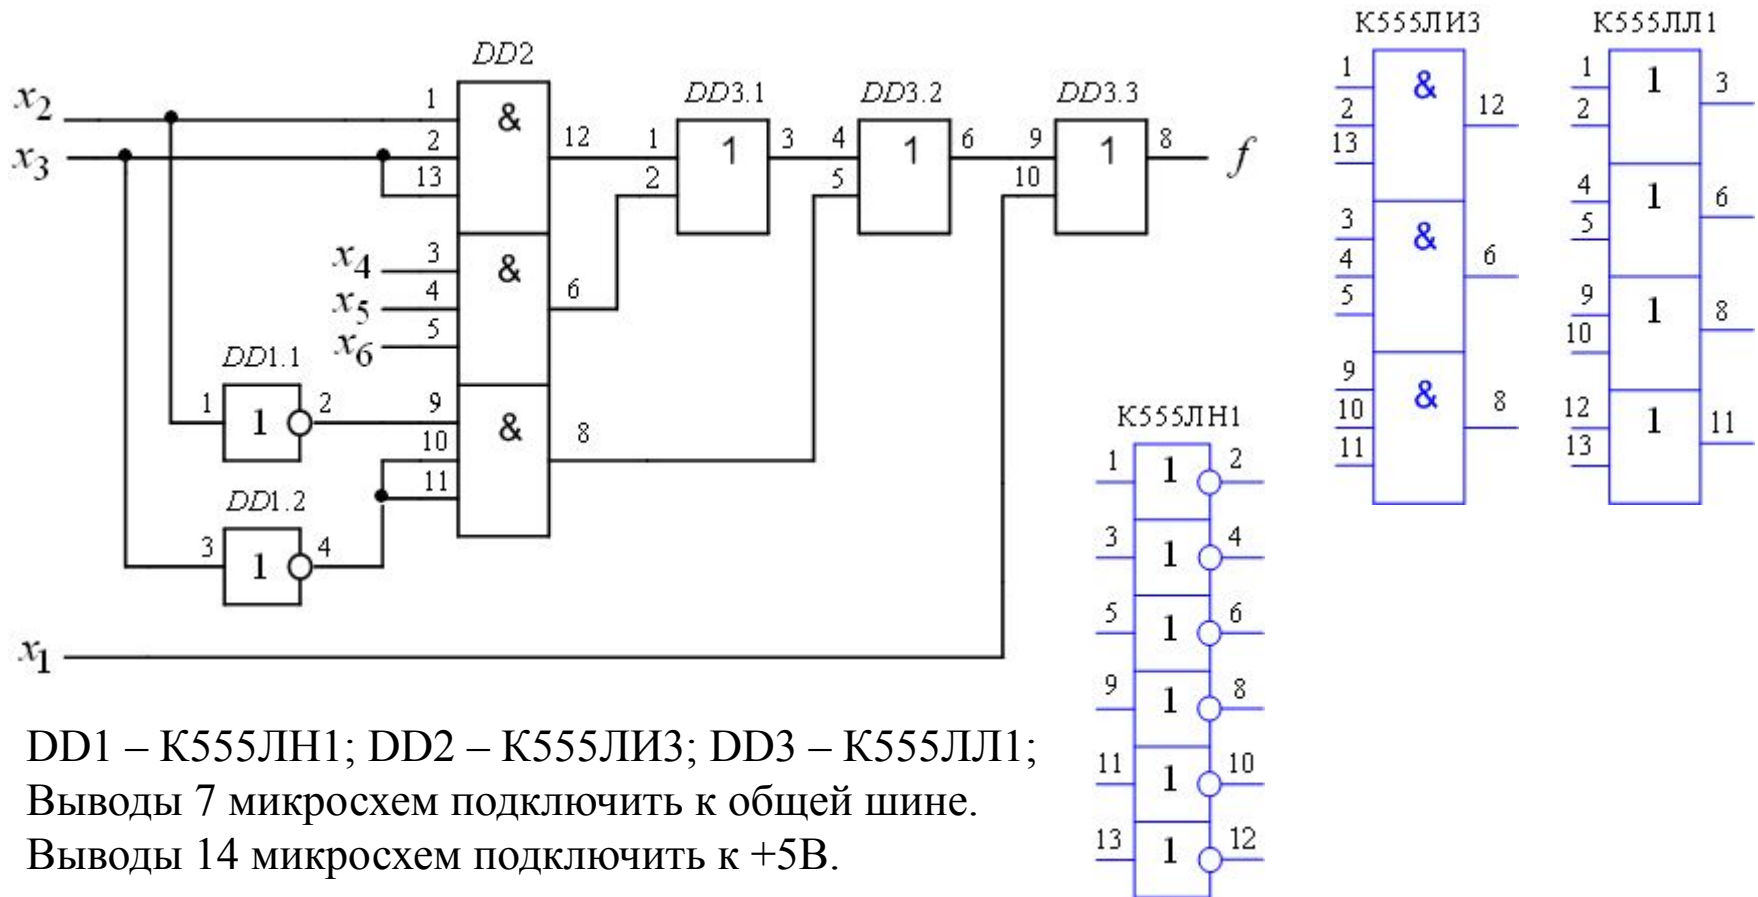 К555ЛИ3 К555ЛЛ1
DD2
1 & 12
2
13
3 & 6
4
5
9 & 8
10
11
DD3.1
1 1 3
2
DD3.2
4 1 6
5
DD3.3
9 1 8
10
f
x2
x3
x4
x5
x6
DD1.1
1 1 2
DD1.2
3 1 4
x1
К555ЛН1
1 1 2
3 1 4
5 1 6
9 1 8
11 1 10
13 1 12
1 & 12
2
13
3 & 6
4
5
9 & 8
10
11
1 1 3
2
4 1 6
5
9 1 8
10
12 1 11
13
DD1 – К555ЛН1; DD2 – К555ЛИ3; DD3 – К555ЛЛ1;
Выводы 7 микросхем подключить к общей шине.
Выводы 14 микросхем подключить к +5В.